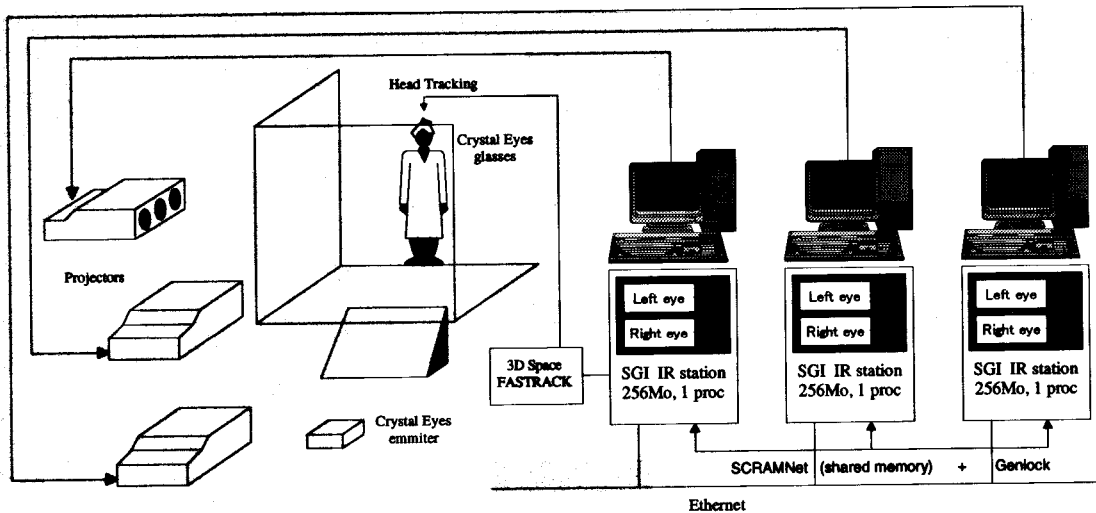 Head Tracking
Crystal Eyes
glasses
Projectors
Left eye
Right eye
Left eye
Right eye
Left eye
Right eye
3D Space
FASTRACK
SGI IR station
256Mo, 1 proc
SGI IR station
256Mo, 1 proc
SGI IR station
256Mo, 1 proc
Crystal Eyes
emmiter
SCRAMNet (shared memory) + Genlock
Ethernet